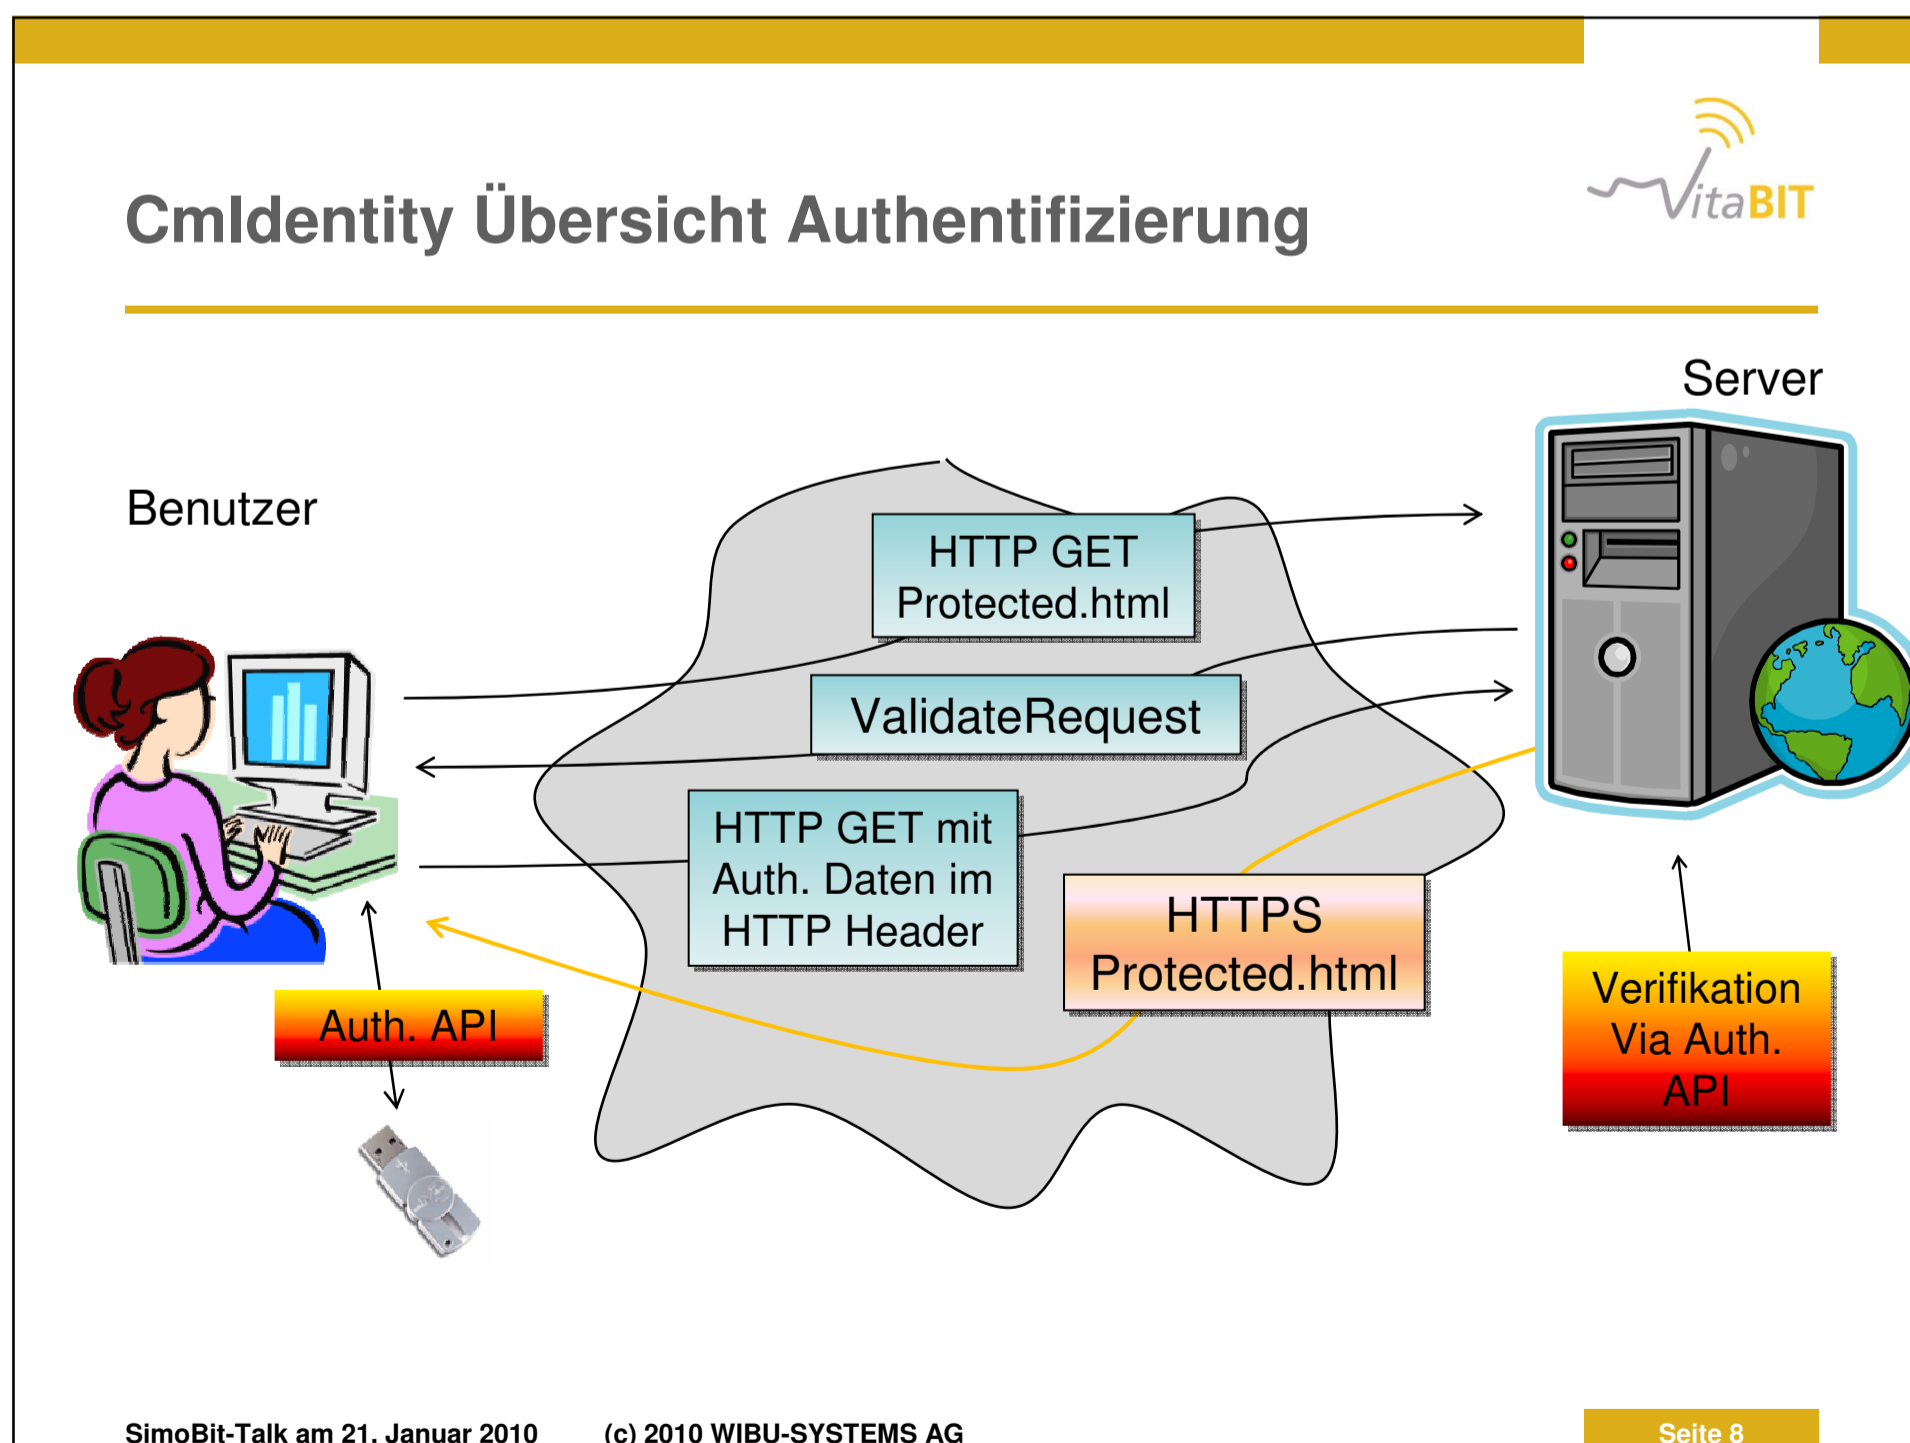 VitaBIT
CmIdentity Übersicht Authentifizierung
Server
Benutzer
HTTP GET
Protected.html
ValidateRequest
HTTP GET mit
Auth. Daten im
HTTP Header
HTTPS
Protected.html
Auth. API
Verifikation
Via Auth.
API
SimoBit-Talk am 21. Januar 2010 (c) 2010 WIBU-SYSTEMS AG Seite 8